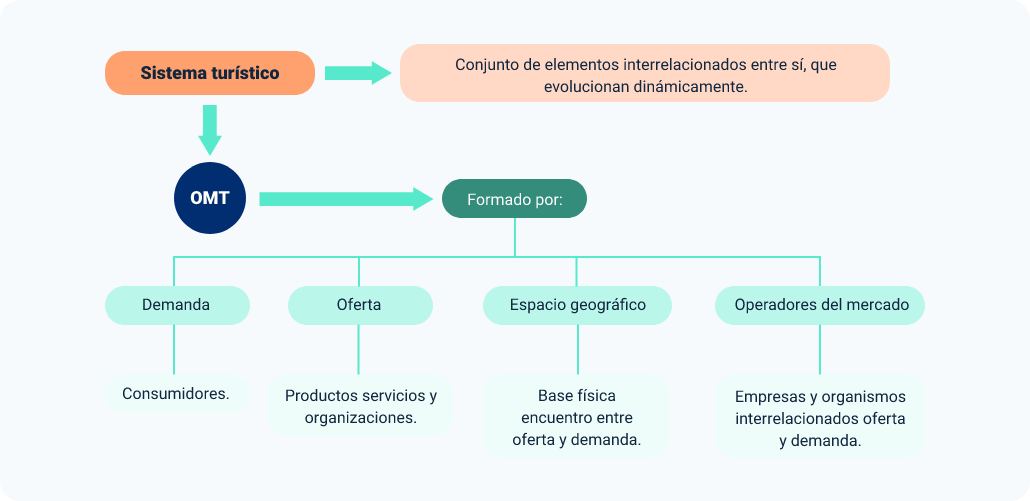 Sistema turístico
Conjunto de elementos interrelacionados entre sí, que
evolucionan dinámicamente.
OMT
Formado por:
Demanda
Oferta
Espacio geográfico
Operadores del mercado
Consumidores.
Productos servicios y
organizaciones.
Base física
encuentro entre
oferta y demanda.
Empresas y organismos
interrelacionados oferta
y demanda.